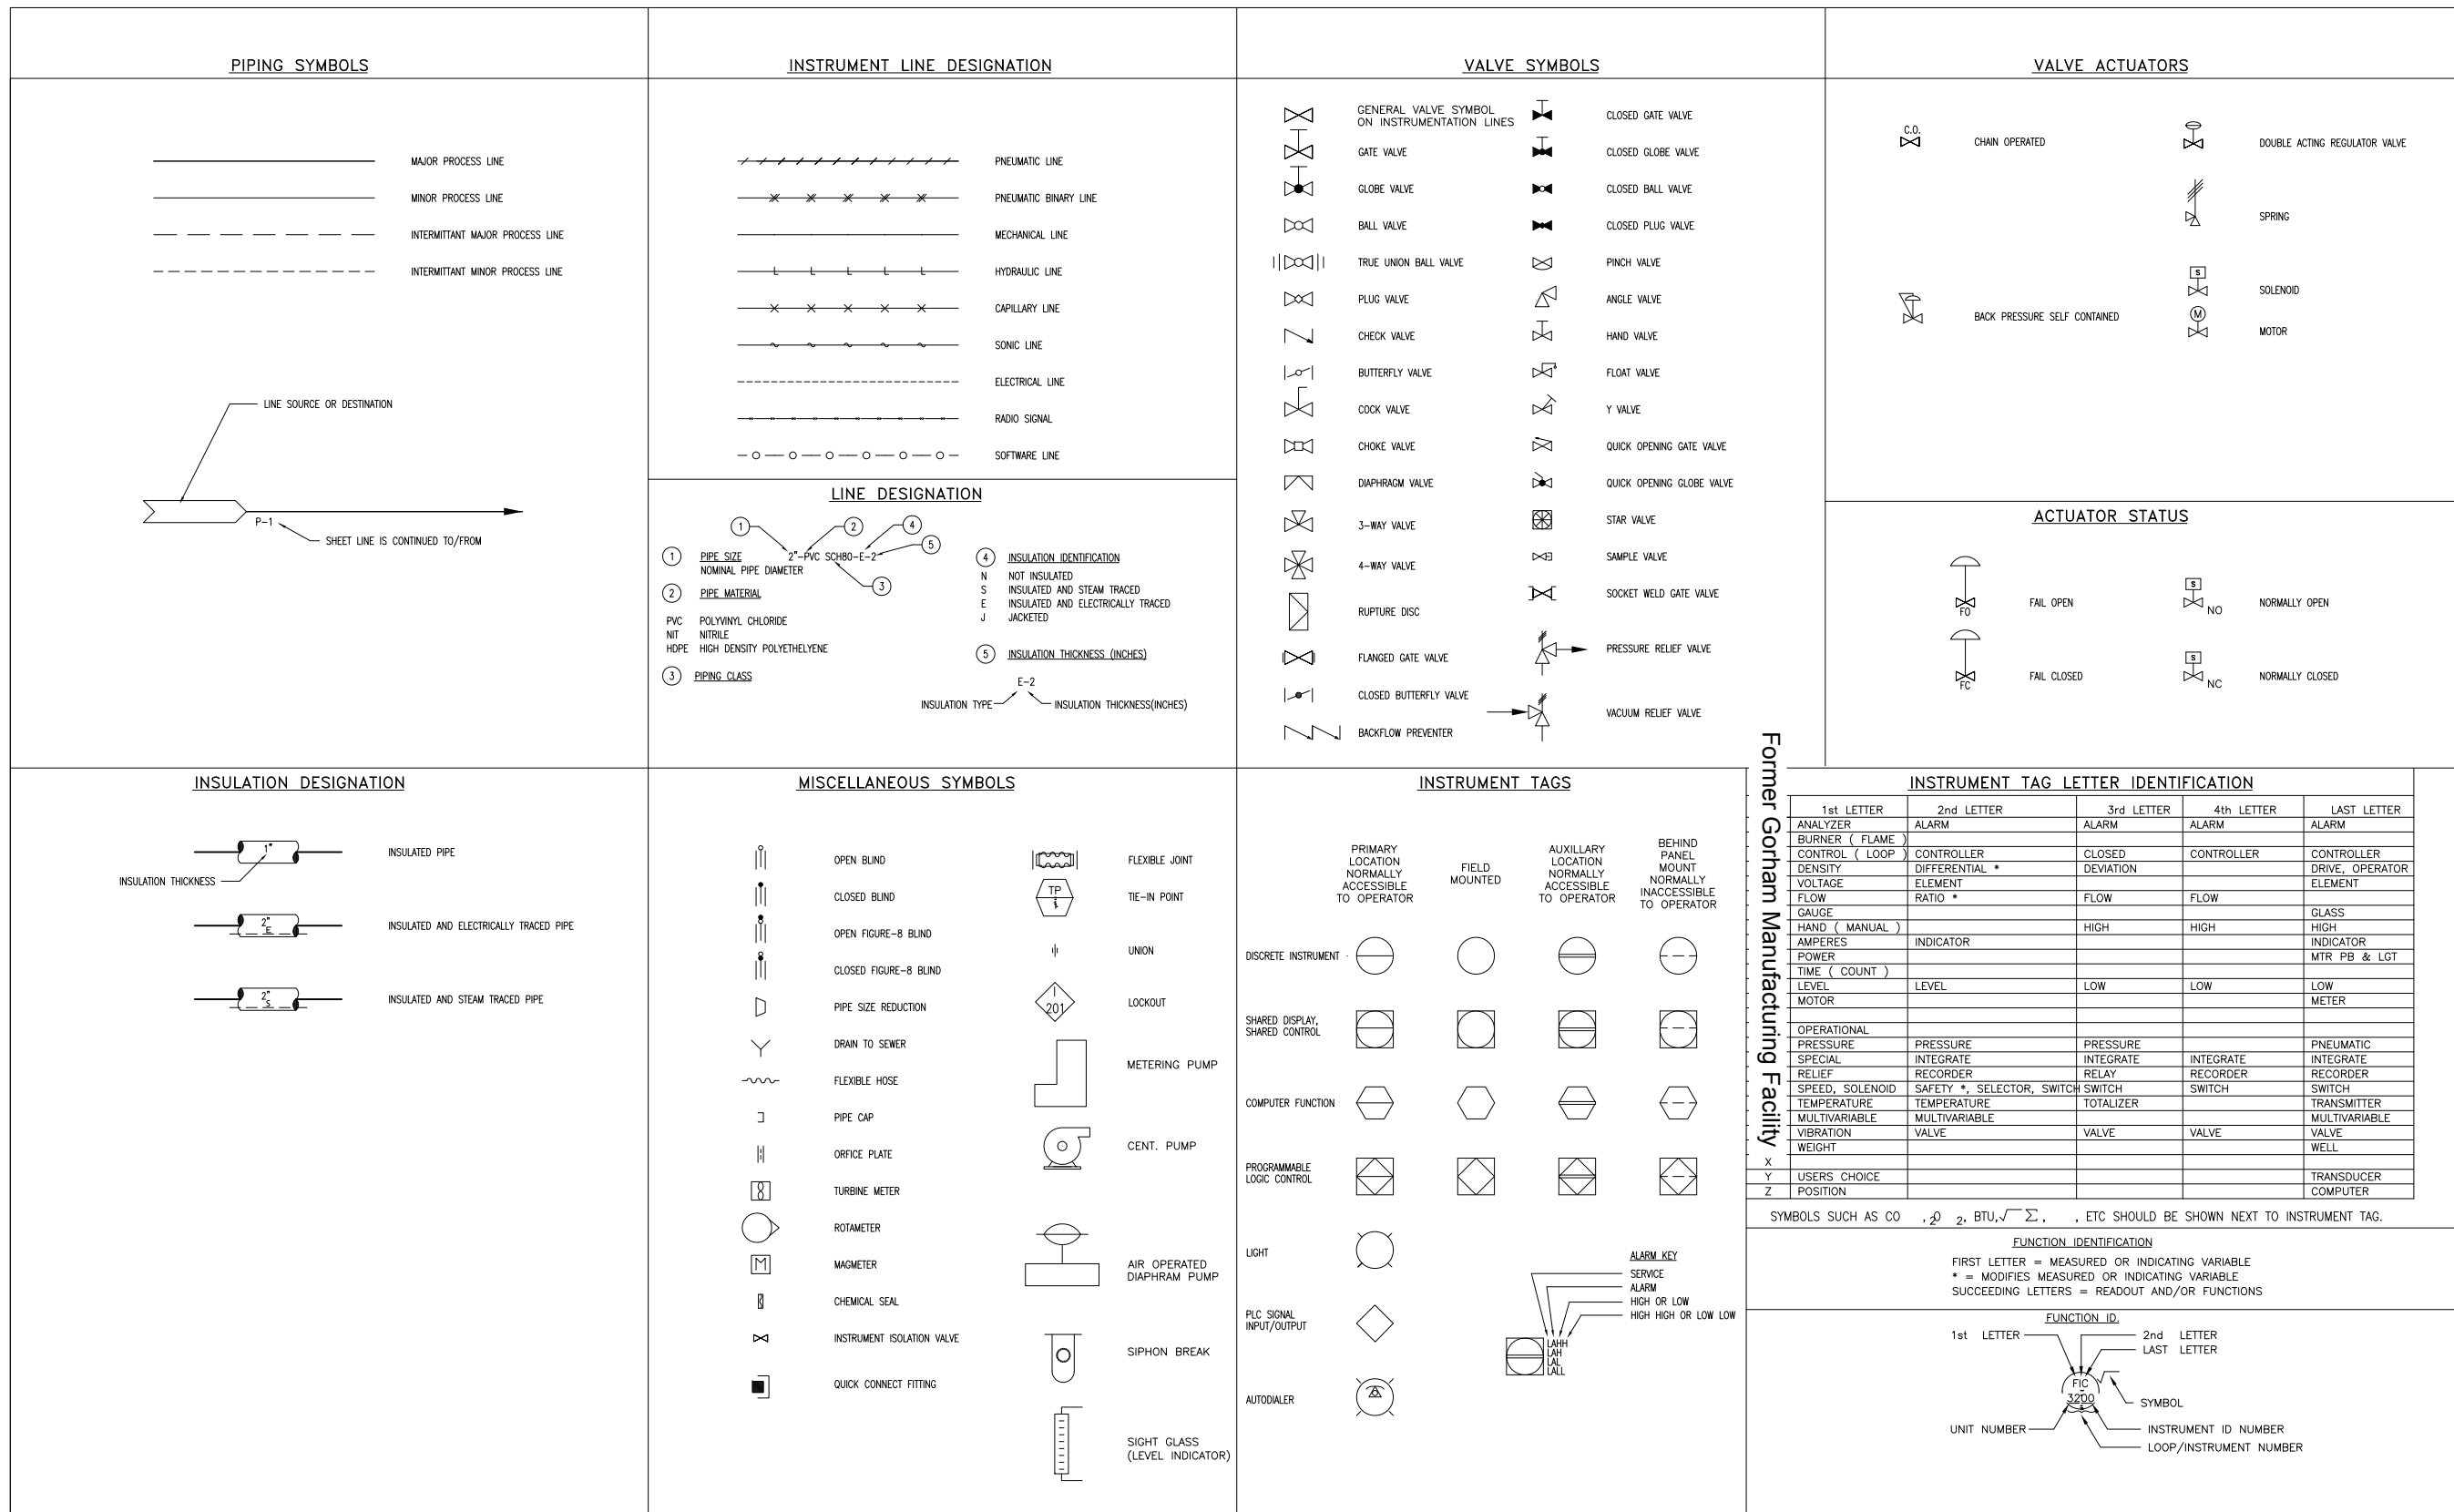 PIPING SYMBOLS
MAJOR PROCESS LINE
MINOR PROCESS LINE
INTERMITTANT MAJOR PROCESS LINE
INTERMITTANT MINOR PROCESS LINE
LINE SOURCE OR DESTINATION
P-1
SHEET LINE IS CONTINUED TO/FROM
INSTRUMENT LINE DESIGNATION
PNEUMATIC LINE
PNEUMATIC BINARY LINE
MECHANICAL LINE
HYDRAULIC LINE
CAPILLARY LINE
SONIC LINE
ELECTRICAL LINE
RADIO SIGNAL
SOFTWARE LINE
LINE DESIGNATION
1 2 4
5
2"-PVC SCH80-E-2
3
1 PIPE SIZE
NOMINAL PIPE DIAMETER
2 PIPE MATERIAL
PVC POLYVINYL CHLORIDE
NIT NITRILE
HDPE HIGH DENSITY POLYETHELYENE
3 PIPING CLASS
4 INSULATION IDENTIFICATION
N NOT INSULATED
S INSULATED AND STEAM TRACED
E INSULATED AND ELECTRICALLY TRACED
J JACKETED
5 INSULATION THICKNESS (INCHES)
E-2
INSULATION TYPE INSULATION THICKNESS(INCHES)
VALVE SYMBOLS
GENERAL VALVE SYMBOL
ON INSTRUMENTATION LINES
GATE VALVE
GLOBE VALVE
BALL VALVE
TRUE UNION BALL VALVE
PLUG VALVE
CHECK VALVE
BUTTERFLY VALVE
COCK VALVE
CHOKE VALVE
DIAPHRAGM VALVE
3-WAY VALVE
4-WAY VALVE
RUPTURE DISC
FLANGED GATE VALVE
CLOSED BUTTERFLY VALVE
BACKFLOW PREVENTER
CLOSED GATE VALVE
CLOSED GLOBE VALVE
CLOSED BALL VALVE
CLOSED PLUG VALVE
PINCH VALVE
ANGLE VALVE
HAND VALVE
FLOAT VALVE
Y VALVE
QUICK OPENING GATE VALVE
QUICK OPENING GLOBE VALVE
STAR VALVE
SAMPLE VALVE
SOCKET WELD GATE VALVE
PRESSURE RELIEF VALVE
VACUUM RELIEF VALVE
VALVE ACTUATORS
C.O. CHAIN OPERATED
BACK PRESSURE SELF CONTAINED
DOUBLE ACTING REGULATOR VALVE
SPRING
S SOLENOID
M MOTOR
ACTUATOR STATUS
FO FAIL OPEN
FC FAIL CLOSED
S NO NORMALLY OPEN
S NC NORMALLY CLOSED
INSULATION DESIGNATION
1" INSULATED PIPE
INSULATION THICKNESS
2" E INSULATED AND ELECTRICALLY TRACED PIPE
2" S INSULATED AND STEAM TRACED PIPE
MISCELLANEOUS SYMBOLS
OPEN BLIND
CLOSED BLIND
OPEN FIGURE-8 BLIND
CLOSED FIGURE-8 BLIND
PIPE SIZE REDUCTION
DRAIN TO SEWER
FLEXIBLE HOSE
PIPE CAP
ORFICE PLATE
TURBINE METER
ROTAMETER
M MAGMETER
CHEMICAL SEAL
INSTRUMENT ISOLATION VALVE
QUICK CONNECT FITTING
FLEXIBLE JOINT
TP TIE-IN POINT
UNION
I 201 LOCKOUT
METERING PUMP
CENT. PUMP
AIR OPERATED
DIAPHRAM PUMP
SIPHON BREAK
SIGHT GLASS
(LEVEL INDICATOR)
INSTRUMENT TAGS
PRIMARY
LOCATION
NORMALLY
ACCESSIBLE
TO OPERATOR
FIELD
MOUNTED
AUXILLARY
LOCATION
NORMALLY
ACCESSIBLE
TO OPERATOR
BEHIND
PANEL
MOUNT
NORMALLY
INACCESSIBLE
TO OPERATOR
DISCRETE INSTRUMENT
SHARED DISPLAY,
SHARED CONTROL
COMPUTER FUNCTION
PROGRAMMABLE
LOGIC CONTROL
LIGHT
PLC SIGNAL
INPUT/OUTPUT
AUTODIALER
ALARM KEY
SERVICE
ALARM
HIGH OR LOW
HIGH HIGH OR LOW LOW
LAHH
LAH
LAL
LALL
Former Gorham Manufacturing Facility
INSTRUMENT TAG LETTER IDENTIFICATION
1st LETTER 2nd LETTER 3rd LETTER 4th LETTER LAST LETTER
ANALYZER ALARM ALARM ALARM ALARM
BURNER ( FLAME )
CONTROL ( LOOP ) CONTROLLER CLOSED CONTROLLER CONTROLLER
DENSITY DIFFERENTIAL * DEVIATION DRIVE, OPERATOR
VOLTAGE ELEMENT ELEMENT
FLOW RATIO * FLOW FLOW
GAUGE GLASS
HAND ( MANUAL ) HIGH HIGH HIGH
AMPERES INDICATOR INDICATOR
POWER MTR PB & LGT
TIME ( COUNT )
LEVEL LEVEL LOW LOW LOW
MOTOR METER
OPERATIONAL
PRESSURE PRESSURE PRESSURE PNEUMATIC
SPECIAL INTEGRATE INTEGRATE INTEGRATE INTEGRATE
RELIEF RECORDER RELAY RECORDER RECORDER
SPEED, SOLENOID SAFETY *, SELECTOR, SWITCH SWITCH SWITCH SWITCH
TEMPERATURE TEMPERATURE TOTALIZER TRANSMITTER
MULTIVARIABLE MULTIVARIABLE MULTIVARIABLE
VIBRATION VALVE VALVE VALVE VALVE
WEIGHT WELL
X
Y USERS CHOICE TRANSDUCER
Z POSITION COMPUTER
SYMBOLS SUCH AS CO , 2O 2, BTU,√ Σ, , ETC SHOULD BE SHOWN NEXT TO INSTRUMENT TAG.
FUNCTION IDENTIFICATION
FIRST LETTER = MEASURED OR INDICATING VARIABLE
* = MODIFIES MEASURED OR INDICATING VARIABLE
SUCCEEDING LETTERS = READOUT AND/OR FUNCTIONS
FUNCTION ID.
1st LETTER 2nd LETTER
LAST LETTER
FIC
3200
SYMBOL
UNIT NUMBER INSTRUMENT ID NUMBER
LOOP/INSTRUMENT NUMBER